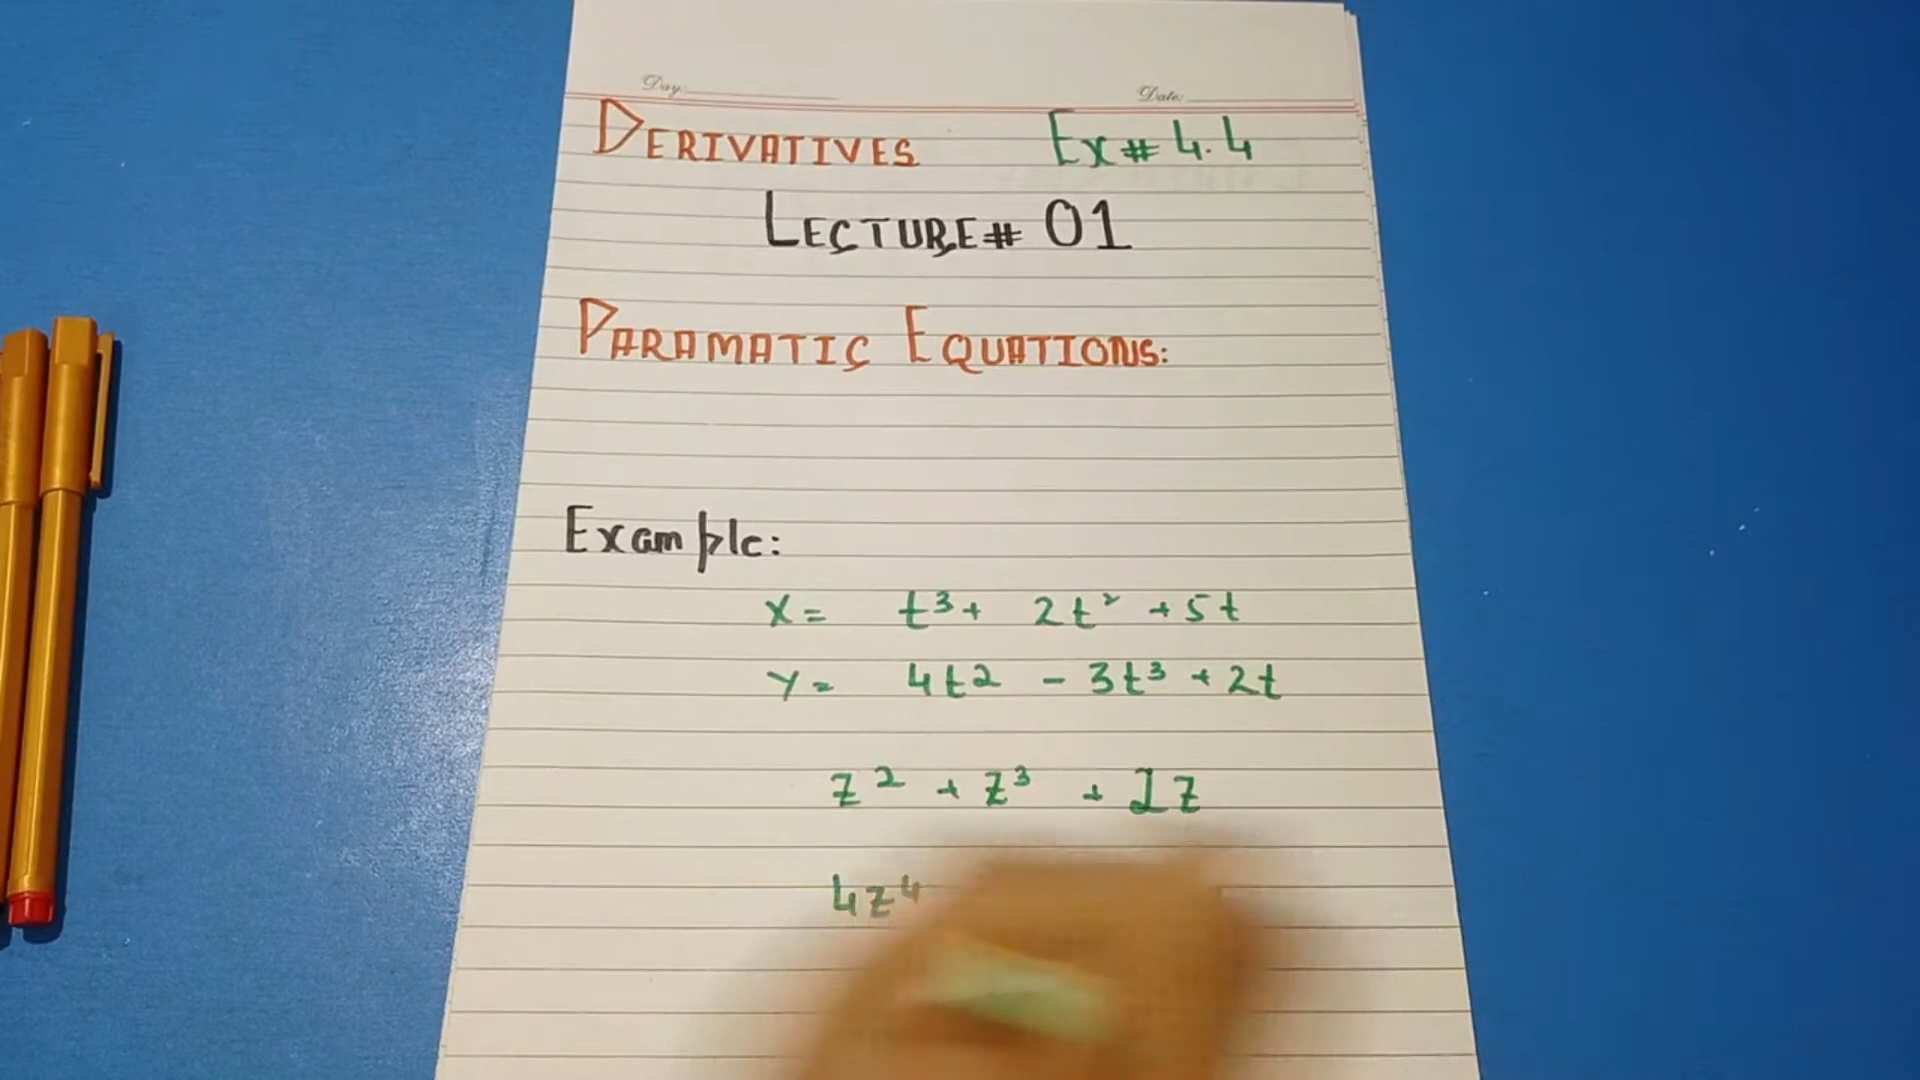 Day: Date:
DERIVATIVES Ex# 4.4
LECTURE# 01
PARAMATIC EQUATIONS:
Example:
x = t³ + 2t² + 5t
y = 4t² - 3t³ + 2t
z² + z³ + 2z
4z⁴